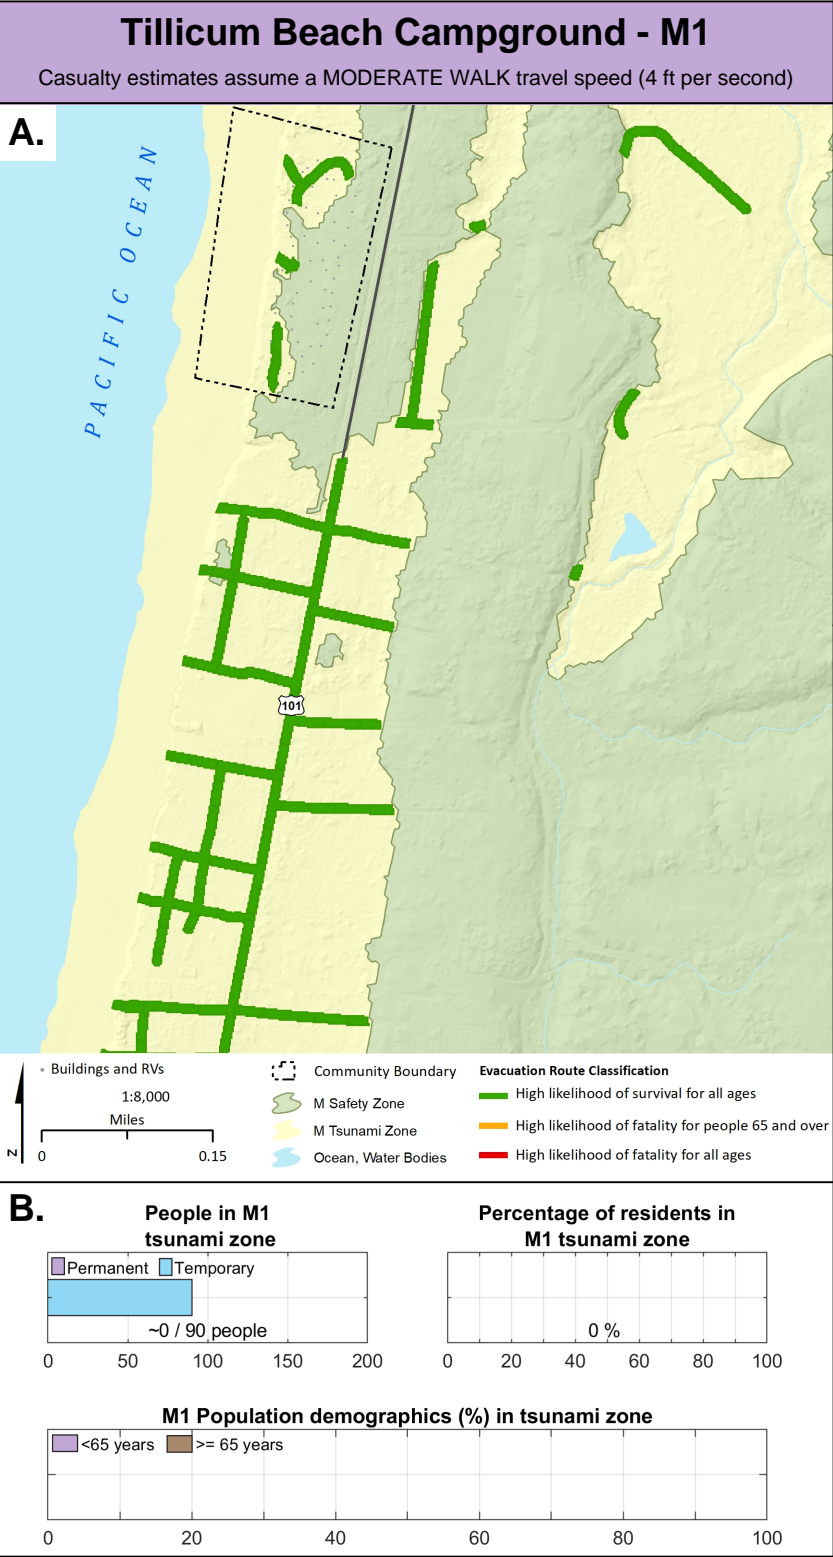 Tillicum Beach Campground - M1
Casualty estimates assume a MODERATE WALK travel speed (4 ft per second)
A.
PACIFIC OCEAN
101
Buildings and RVs
1:8,000
Miles
0 0.15
N
Community Boundary
M Safety Zone
M Tsunami Zone
Ocean, Water Bodies
Evacuation Route Classification
High likelihood of survival for all ages
High likelihood of fatality for people 65 and over
High likelihood of fatality for all ages
B.
People in M1
tsunami zone
Permanent Temporary
~0 / 90 people
0 50 100 150 200
Percentage of residents in
M1 tsunami zone
0 %
0 20 40 60 80 100
M1 Population demographics (%) in tsunami zone
<65 years >= 65 years
0 20 40 60 80 100